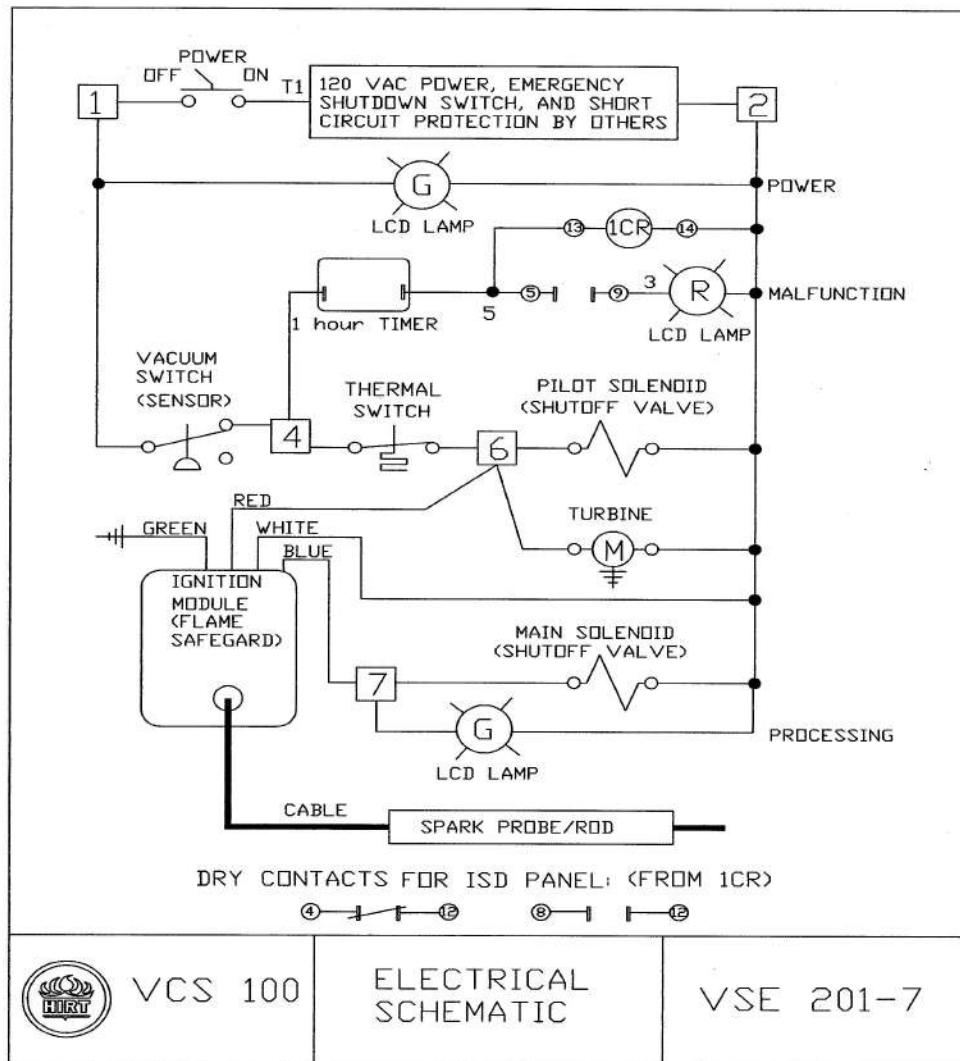 POWER
OFF ON
1
T1
120 VAC POWER, EMERGENCY
SHUTDOWN SWITCH, AND SHORT
CIRCUIT PROTECTION BY OTHERS
2
G
POWER
LCD LAMP
13 1CR 14
5 9 3 R
MALFUNCTION
1 hour TIMER
5
LCD LAMP
VACUUM
SWITCH
(SENSOR)
THERMAL
SWITCH
PILOT SOLENOID
(SHUTOFF VALVE)
4
6
RED
GREEN
WHITE
BLUE
TURBINE
M
IGNITION
MODULE
(FLAME
SAFEGARD)
MAIN SOLENOID
(SHUTOFF VALVE)
7
G
PROCESSING
LCD LAMP
CABLE
SPARK PROBE/ROD
DRY CONTACTS FOR ISD PANEL: (FROM 1CR)
4 12 8 12
HIRT
VCS 100
ELECTRICAL
SCHEMATIC
VSE 201-7